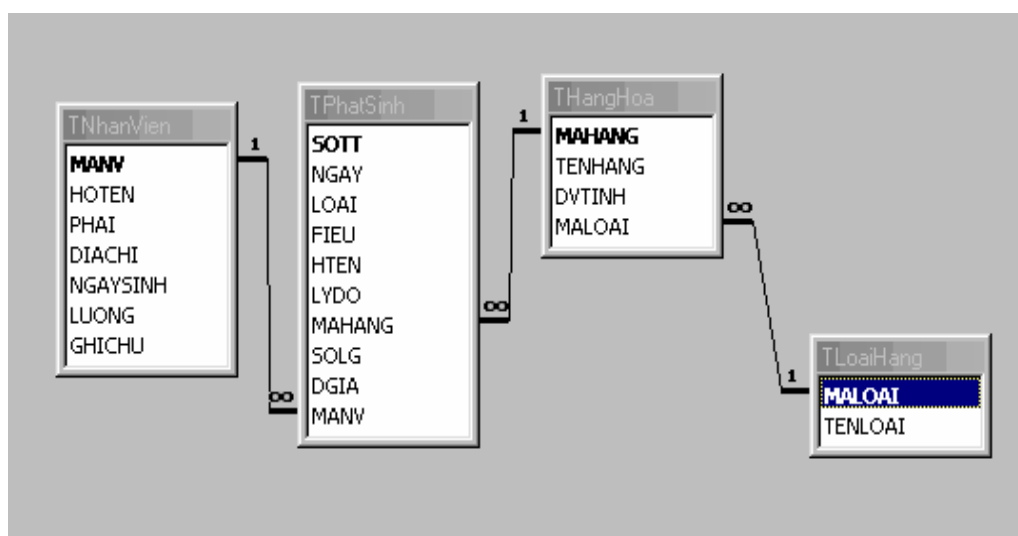 TNhanVien
MANV
HOTEN
PHAI
DIACHI
NGAYSINH
LUONG
GHICHU
1
∞
TPhatSinh
SOTT
NGAY
LOAI
FIEU
HTEN
LYDO
MAHANG
SOLG
DGIA
MANV
1
∞
THangHoa
MAHANG
TENHANG
DVTINH
MALOAI
∞
1
TLoaiHang
MALOAI
TENLOAI